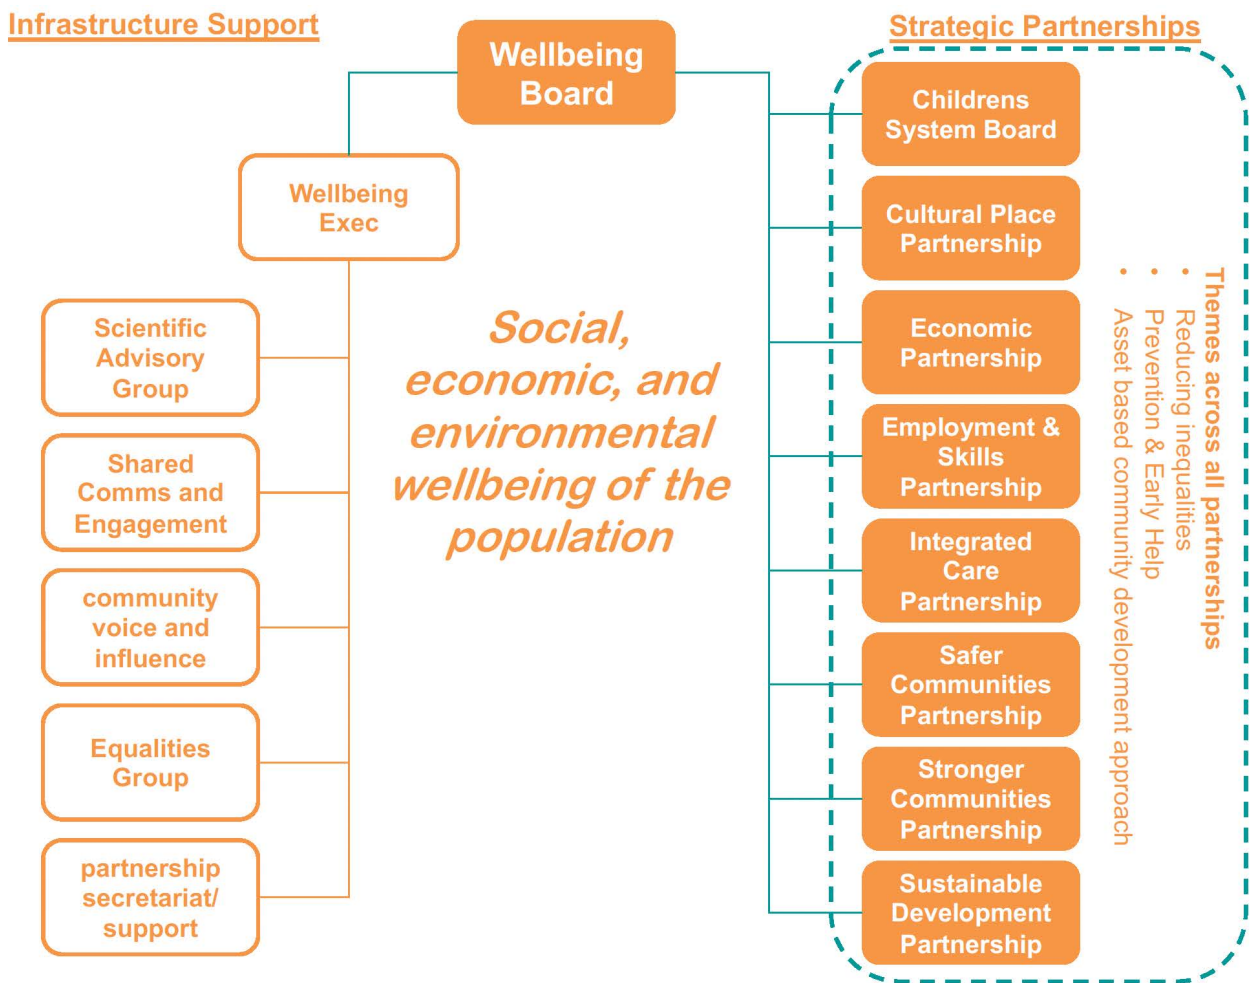 Infrastructure Support
Wellbeing
Board
Strategic Partnerships
Wellbeing
Exec
Scientific
Advisory
Group
Shared
Comms and
Engagement
community
voice and
influence
Equalities
Group
partnership
secretariat/
support
Social,
economic, and
environmental
wellbeing of the
population
Childrens
System Board
Cultural Place
Partnership
Economic
Partnership
Employment &
Skills
Partnership
Integrated
Care
Partnership
Safer
Communities
Partnership
Stronger
Communities
Partnership
Sustainable
Development
Partnership
Themes across all partnerships
• Reducing inequalities
• Prevention & Early Help
• Asset based community development approach